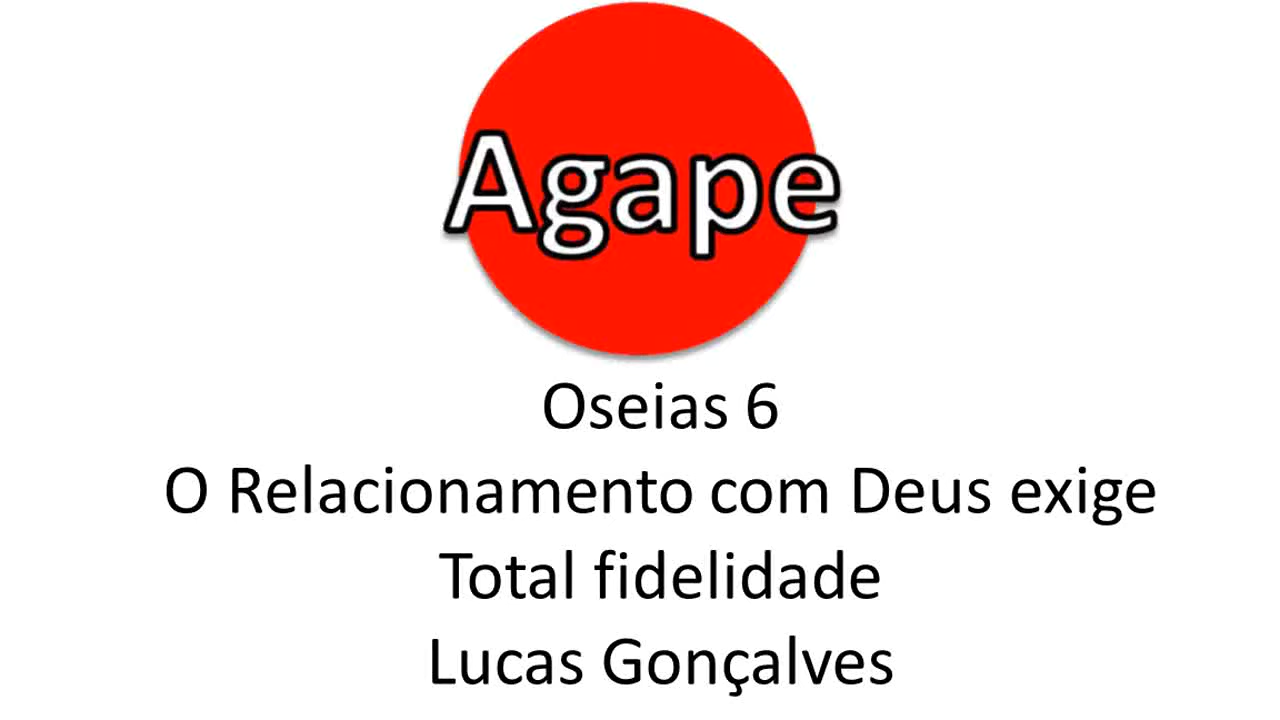 Agape
Oseias 6
O Relacionamento com Deus exige
Total fidelidade
Lucas Gonçalves